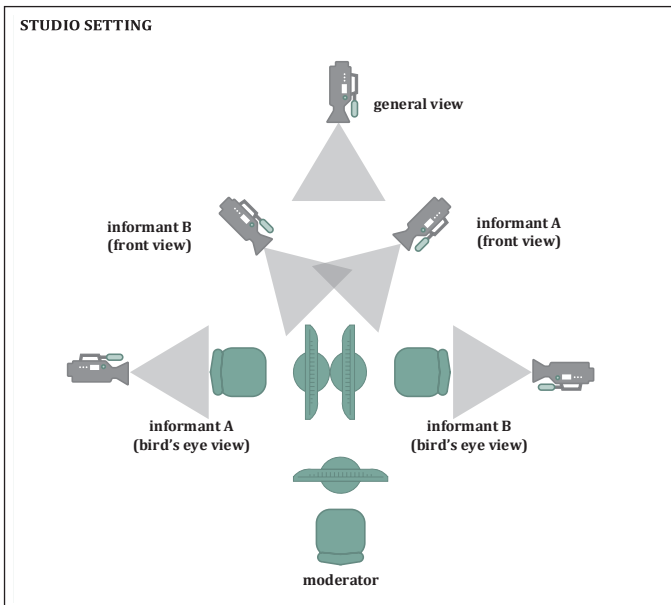 STUDIO SETTING
general view
informant B
(front view)
informant A
(front view)
informant A
(bird's eye view)
informant B
(bird's eye view)
moderator